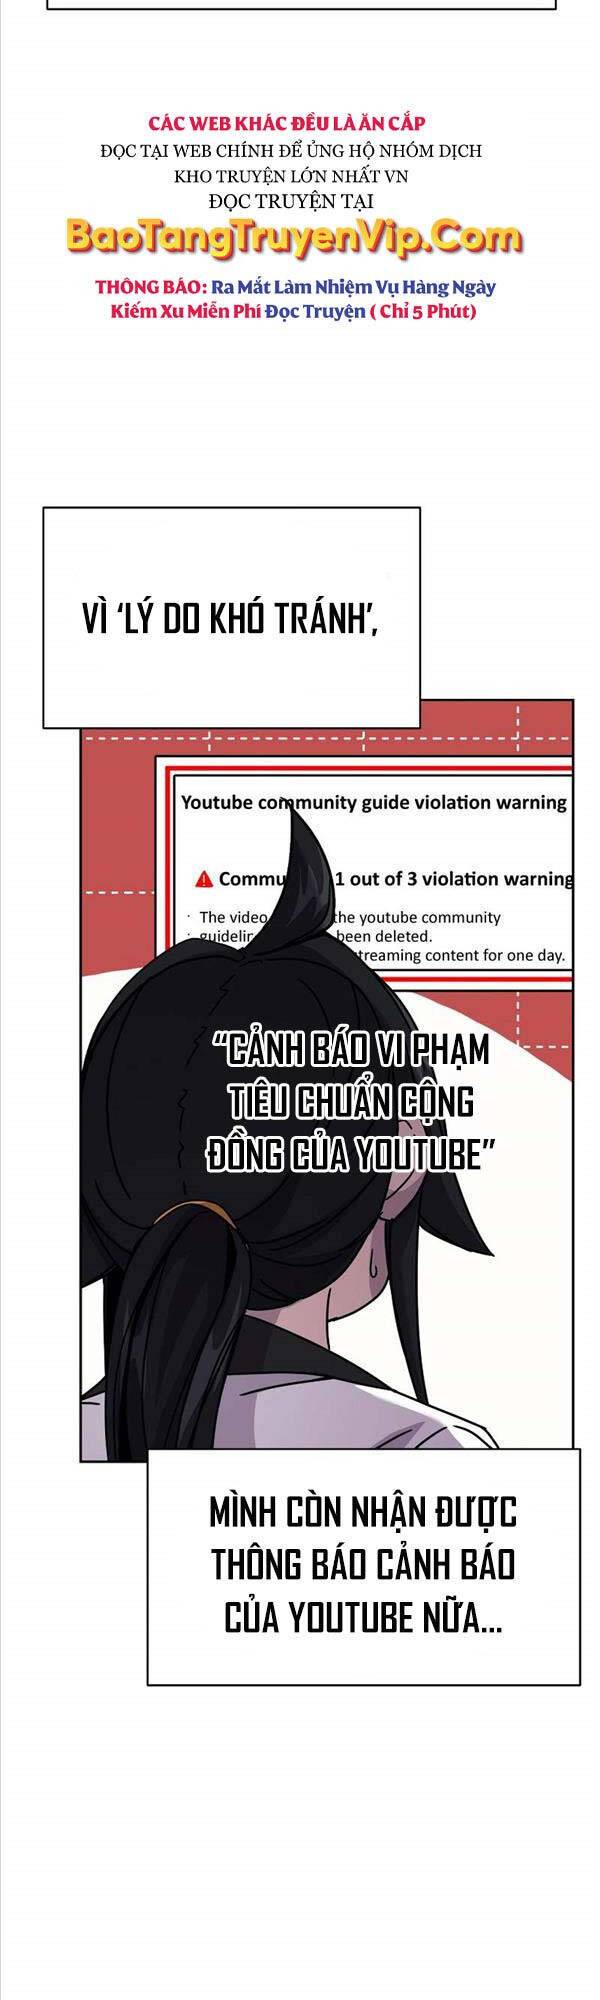 CÁC WEB KHÁC ĐỀU LÀ ĂN CẮP
ĐỌC TẠI WEB CHÍNH ĐỂ ỦNG HỘ NHÓM DỊCH
KHO TRUYỆN LỚN NHẤT VN
ĐỌC TRUYỆN TẠI
BaoTangTruyenVip.Com
THÔNG BÁO: Ra Mắt Làm Nhiệm Vụ Hàng Ngày
Kiếm Xu Miễn Phí Đọc Truyện ( Chỉ 5 Phút)
VÌ ‘LÝ DO KHÓ TRÁNH’,
Youtube community guide violation warning
Commu 1 out of 3 violation warning
· The video the youtube community
· guidelin been deleted.
streaming content for one day.
“CẢNH BÁO VI PHẠM
TIÊU CHUẨN CỘNG
ĐỒNG CỦA YOUTUBE”
MÌNH CÒN NHẬN ĐƯỢC
THÔNG BÁO CẢNH BÁO
CỦA YOUTUBE NỮA...